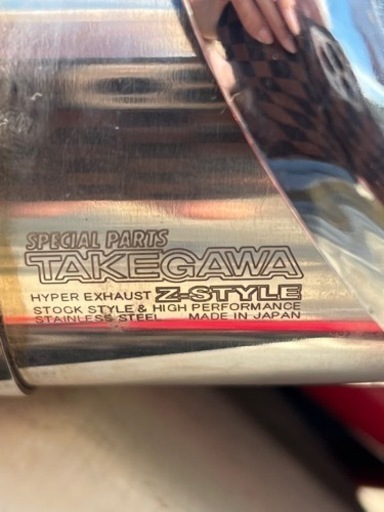 SPECIAL PARTS
TAKEGAWA
HYPER EXHAUST Z-STYLE
STOCK STYLE & HIGH PERFORMANCE
STAINLESS STEEL MADE IN JAPAN